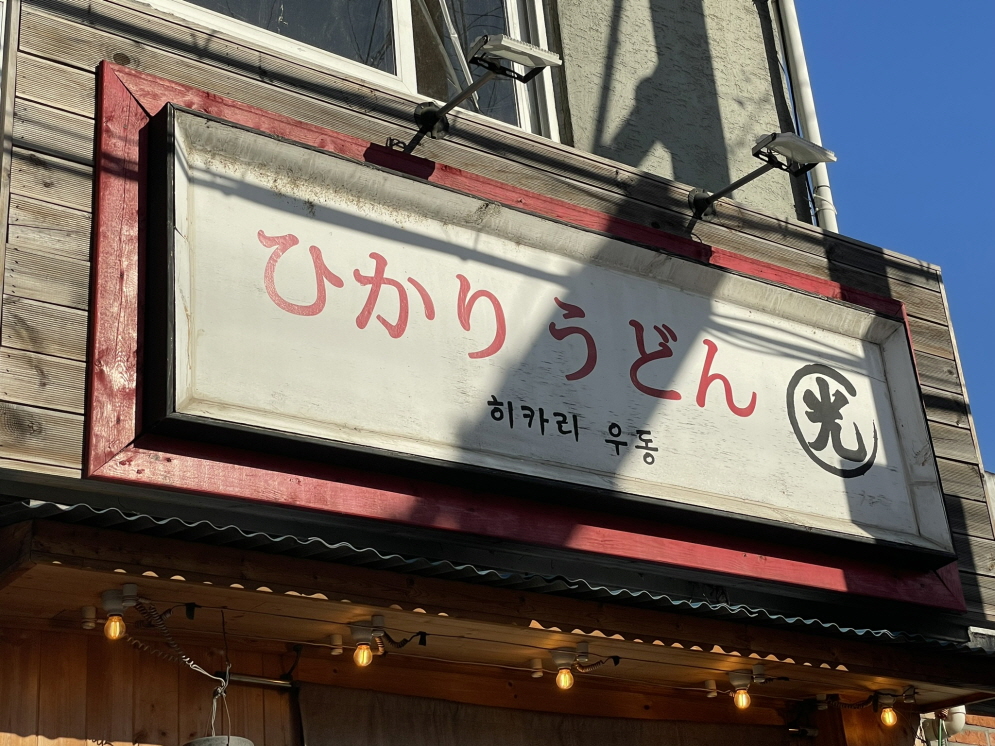 ひかり うどん
히카리 우동
光